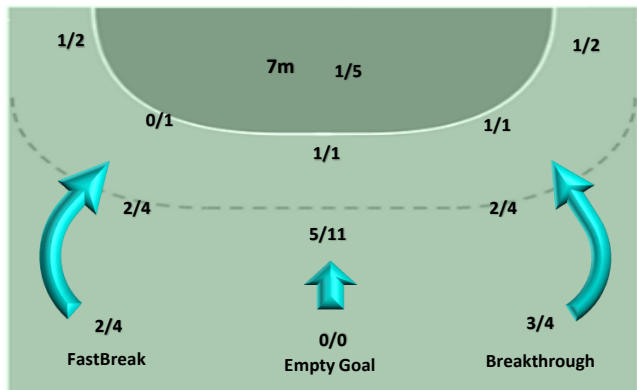 1/2
1/2
7m 1/5
0/1
1/1
1/1
2/4
2/4
5/11
2/4
0/0
3/4
FastBreak
Empty Goal
Breakthrough